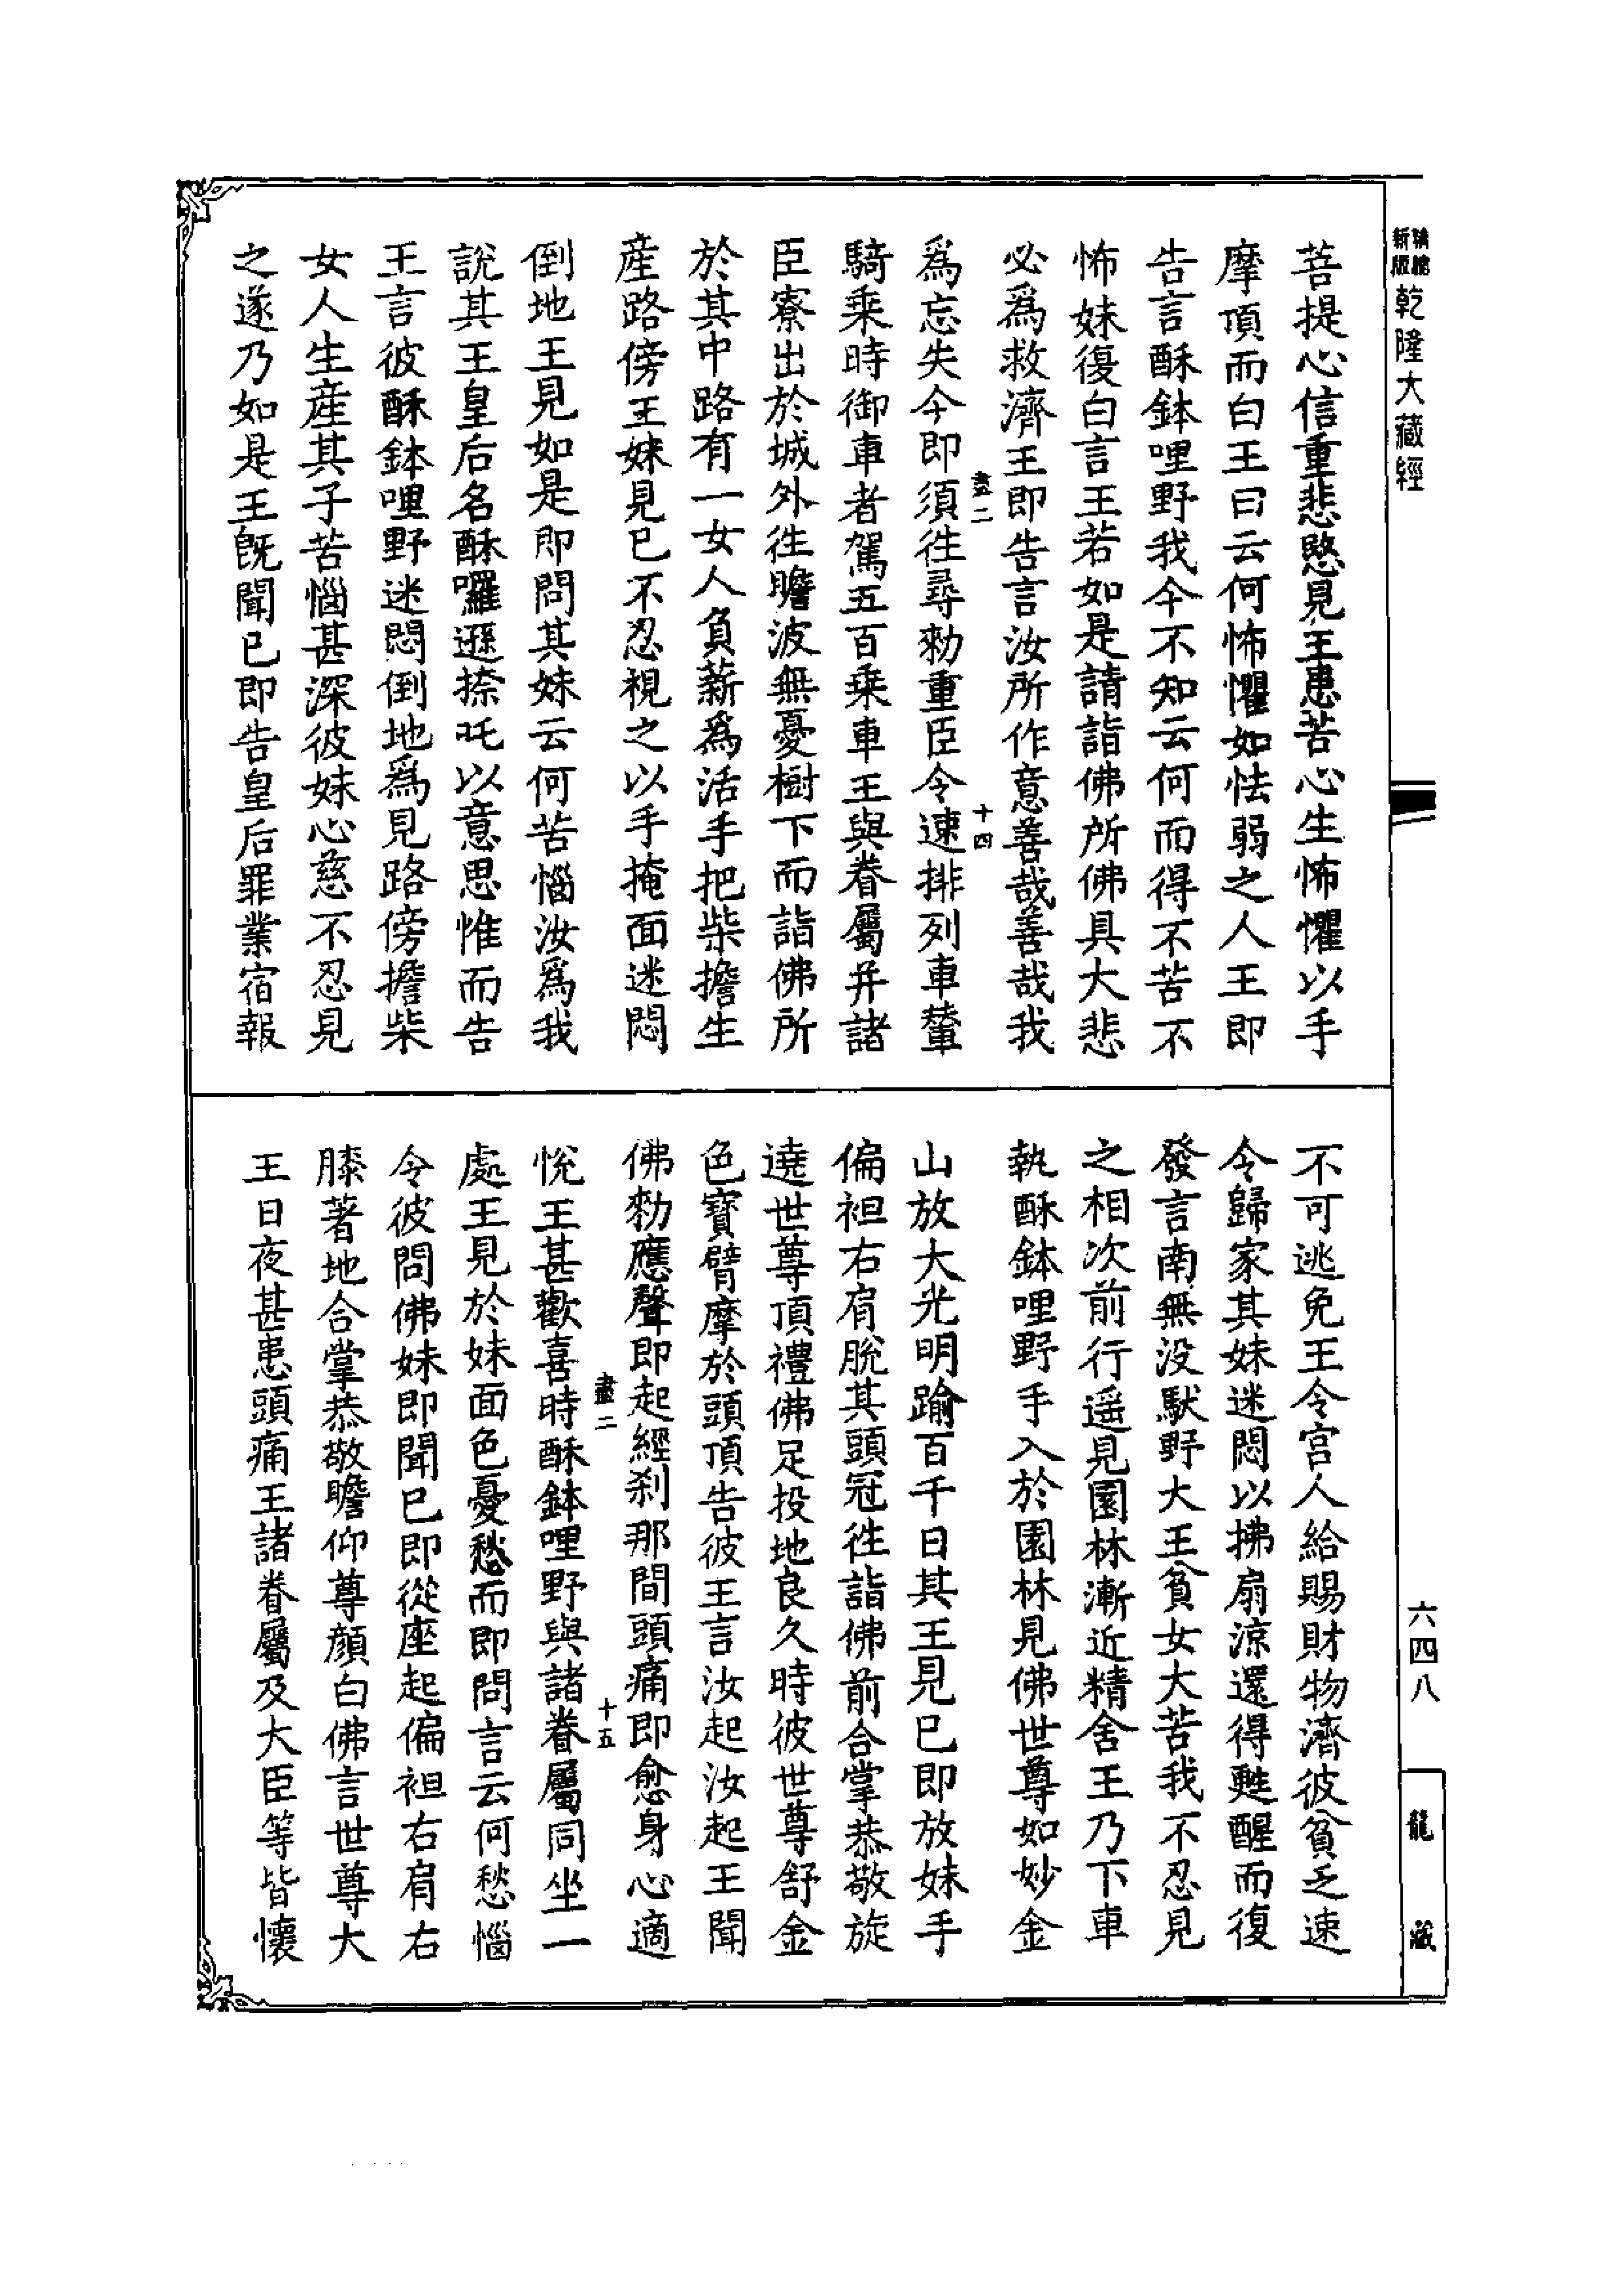 新版
乾隆大藏經
菩提心信重悲愍見王患苦心生怖懼以手
摩頂而白王曰云何怖懼如怯弱之人王即
告言酥鉢哩野我今不知云何而得不苦不
怖妹復白言王若如是請詣佛所佛具大悲
必爲救濟王即告言汝所作意善哉善哉我
盡二 十四
爲忘失今即須徃尋勑重臣令速排列車輦
騎乘時御車者駕五百乘車王與眷屬并諸
臣寮出於城外徃瞻波無憂樹下而詣佛所
於其中路有一女人負薪爲活手把柴擔生
産路傍王妹見已不忍視之以手掩面迷悶
倒地王見如是即問其妹云何苦惱汝爲我
說其王皇后名酥囉遜捺吒以意思惟而告
王言彼酥鉢哩野迷悶倒地爲見路傍擔柴
女人生産其子苦惱甚深彼妹心慈不忍見
之遂乃如是王旣聞已即告皇后罪業宿報
不可逃免王令宫人給賜財物濟彼貧乏速
令歸家其妹迷悶以拂扇涼還得甦醒而復
發言南無没馱野大王貧女大苦我不忍見
之相次前行遥見園林漸近精舍王乃下車
執酥鉢哩野手入於園林見佛世尊如妙金
山放大光明踰百千日其王見已即放妹手
偏袒右肩脫其頭冠徃詣佛前合掌恭敬旋
遶世尊頂禮佛足投地良久時彼世尊舒金
色寶臂摩於頭頂告彼王言汝起汝起王聞
佛勑應聲即起經刹那間頭痛即愈身心適
盡二 十五
悅王甚歡喜時酥鉢哩野與諸眷屬同坐一
處王見於妹面色憂愁而即問言云何愁惱
令彼問佛妹即聞已即從座起偏袒右肩右
膝著地合掌恭敬瞻仰尊顔白佛言世尊大
王日夜甚患頭痛王諸眷屬及大臣等皆懷
六四八
龍藏